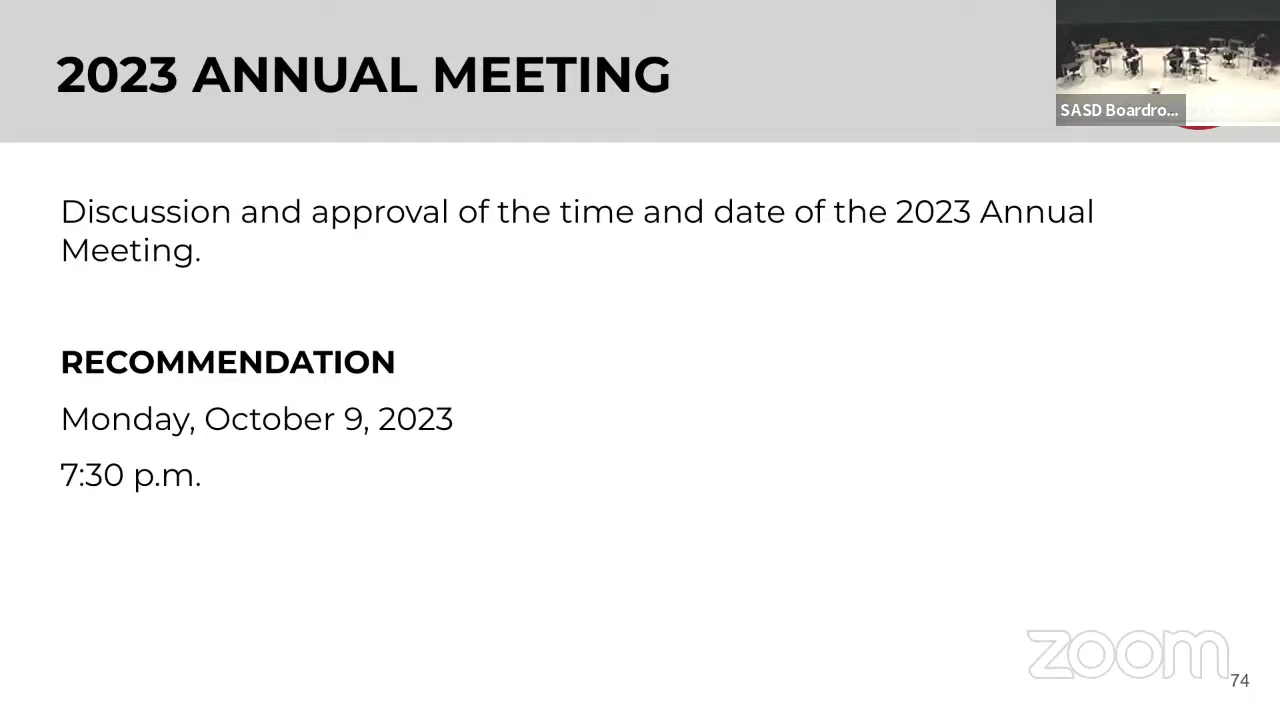 2023 ANNUAL MEETING
SASD Boardro...
Discussion and approval of the time and date of the 2023 Annual
Meeting.
RECOMMENDATION
Monday, October 9, 2023
7:30 p.m.
zoom
74